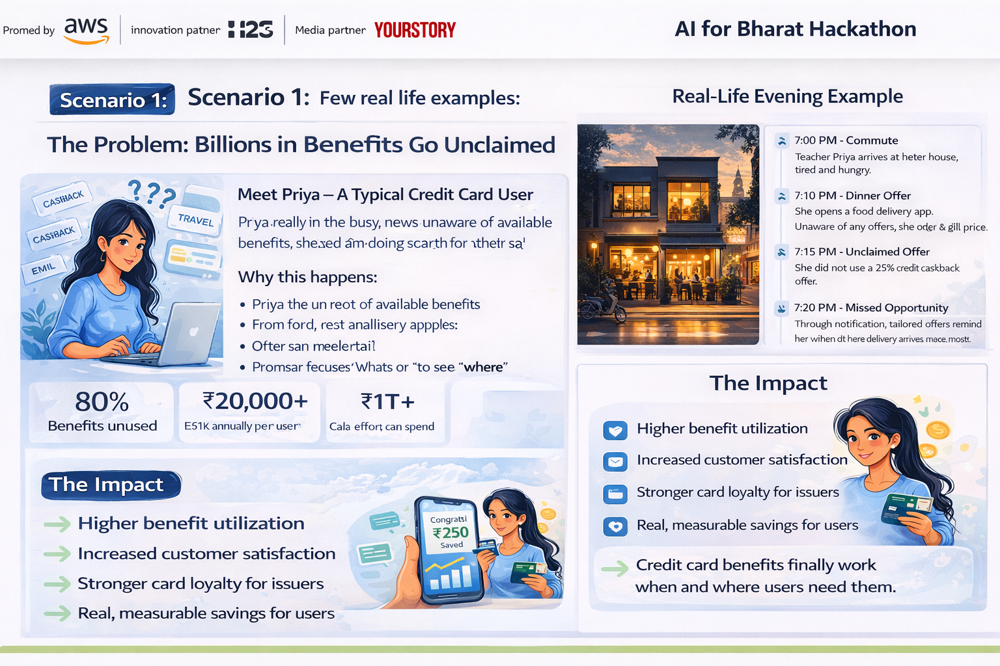 Promed by aws innovation patner H2S Media partner YOURSTORY
AI for Bharat Hackathon
Scenario 1: Scenario 1: Few real life examples:
The Problem: Billions in Benefits Go Unclaimed
CASHBACK
???
TRAVEL
CASHBACK
EMIL
Meet Priya – A Typical Credit Card User
Priya really in the busy, news unaware of available
benefits, doing for
Why this happens:
• Priya the un reot of available benefits
• From ford, rest anallisery appples:
• Ofter san meelertail
• Promsar fecuses 'Whats or "to see "where"
80%
Benefits unused
₹20,000+
E51K annually per user
₹1T+
Cala effort can spend
The Impact
Higher benefit utilization
Increased customer satisfaction
Stronger card loyalty for issuers
Real, measurable savings for users
Congrats!
₹250
Saved
Real-Life Evening Example
7:00 PM - Commute
Teacher Priya arrives at heter house,
tired and hungry.
7:10 PM - Dinner Offer
She opens a food delivery app.
Unaware of any offers, she oder & gill price.
7:15 PM - Unclaimed Offer
She did not use a 25% credit caskback
offer.
7:20 PM - Missed Opportunity
Through notification, tailored offers remind
her wihen dt here delivery arrives mace.most.
The Impact
Higher benefit utilization
Increased customer satisfaction
Stronger card loyalty for issuers
Real, measurable savings for users
Credit card benefits finally work
when and where users need them.